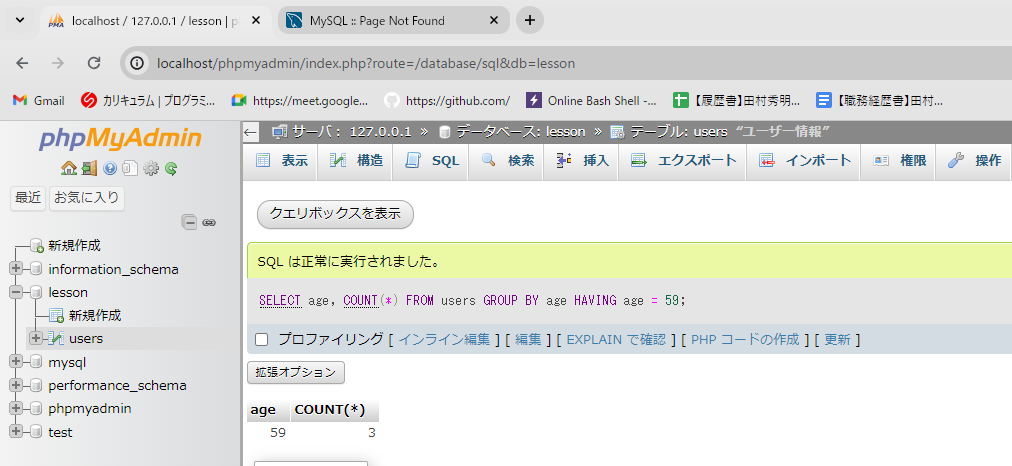 localhost / 127.0.0.1 / lesson | p
MySQL :: Page Not Found
localhost/phpmyadmin/index.php?route=/database/sql&db=lesson
Gmail
カリキュラム | プログラミ...
https://meet.google...
https://github.com/
Online Bash Shell -...
【履歴書】田村秀明...
【職務経歴書】田村...
phpMyAdmin
最近 お気に入り
新規作成
information_schema
lesson
新規作成
users
mysql
performance_schema
phpmyadmin
test
サーバ： 127.0.0.1 » データベース: lesson » テーブル: users “ユーザー情報”
表示 構造 SQL 検索 挿入 エクスポート インポート 権限 操作
クエリボックスを表示
SQL は正常に実行されました。
SELECT age, COUNT(*) FROM users GROUP BY age HAVING age = 59;
プロファイリング [ インライン編集 ] [ 編集 ] [ EXPLAIN で確認 ] [ PHP コードの作成 ] [ 更新 ]
拡張オプション
age COUNT(*)
59 3